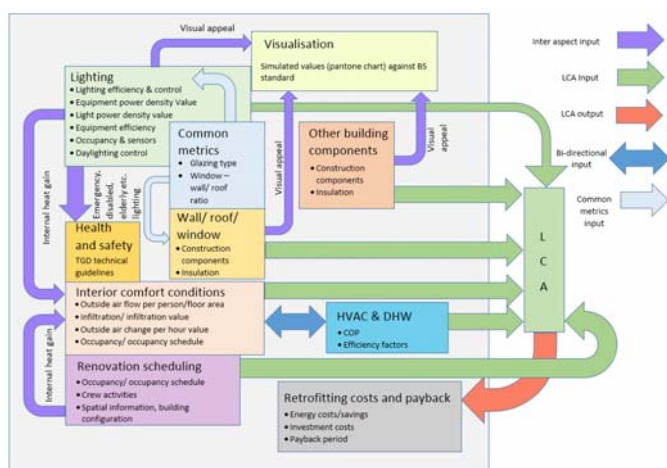 Visual appeal
Visualisation
Simulated values (pantone chart) against BS
standard
Inter aspect input
LCA Input
LCA output
Bi-directional
input
Common
metrics
input
Lighting
• Lighting efficiency & control
• Equipment power density Value
• Light power density value
• Equipment efficiency
• Occupancy & sensors
• Daylighting control
Common
metrics
• Glazing type
• Window –
wall/ roof
ratio
Visual appeal
Other building
components
• Construction
components
• Insulation
Visual
appeal
Internal heat gain
Emergency,
disabled,
elderly etc.
lighting
Health
and safety
TGD technical
guidelines
Wall/ roof/
window
• Construction
components
• Insulation
L
C
A
Interior comfort conditions
• Outside air flow per person/floor area
• Infiltration/ infiltration value
• Outside air change per hour value
• Occupancy/ occupancy schedule
HVAC & DHW
• COP
• Efficiency factors
Internal heat gain
Renovation scheduling
• Occupancy/ occupancy schedule
• Crew activities
• Spatial information, building
configuration
Retrofitting costs and payback
• Energy costs/savings
• Investment costs
• Payback period